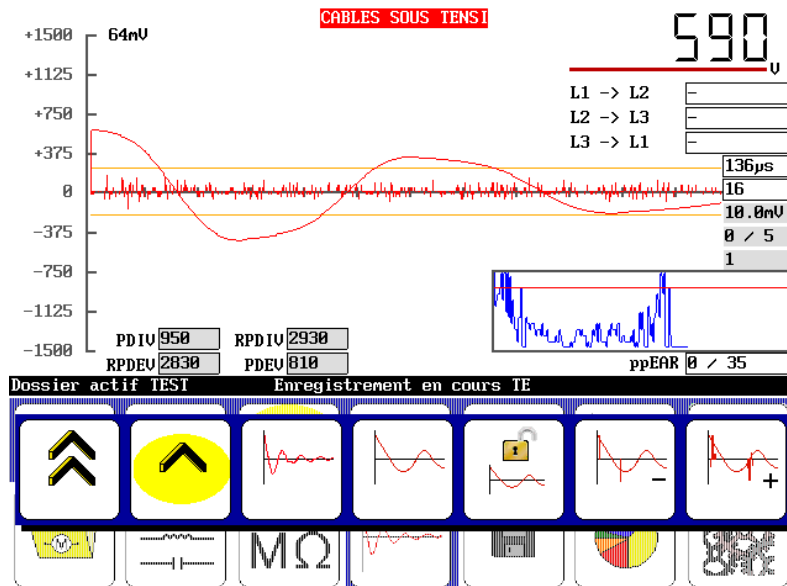 CABLES SOUS TENSI
+1500 64mV
590 V
+1125
L1 -> L2 -
+750
L2 -> L3 -
+375
L3 -> L1 -
136µs
0
16
10.0mV
-375
0 / 5
1
-750
-1125
PDIV 950 RPDIV 2930
-1500
RPDEV 2830 PDEV 810
ppEAR 0 / 35
Dossier actif TEST Enregistrement en cours TE
- +
M MΩ